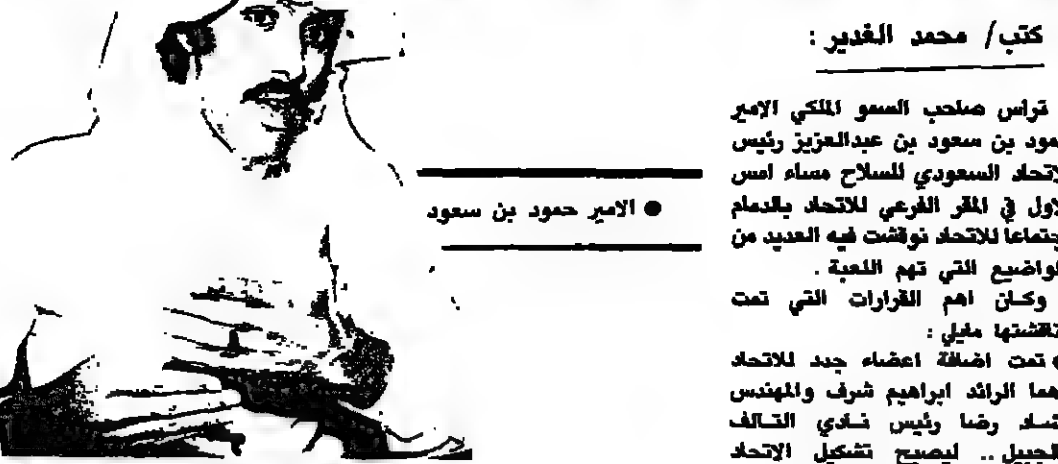 كتب/ محمد الغدير :
تراس صاحب السمو الملكي الامير
مود بن سعود بن عبدالعزيز رئيس
لاتحاد السعودي للسلاح مساء امس
لاول في المقر الفرعي للاتحاد بالدمام
جتماعا للاتحاد نوقشت فيه العديد من
لمواضيع التي تهم اللعبة .
وكان اهم القرارات التي تمت
ناقشتها مايلي :
● تمت اضافة اعضاء جدد للاتحاد
هما الرائد ابراهيم شرف والمهندس
رضا رئيس نادي التالف
الجبيل .. ليصبح تشكيل الاتحاد
● الامير حمود بن سعود